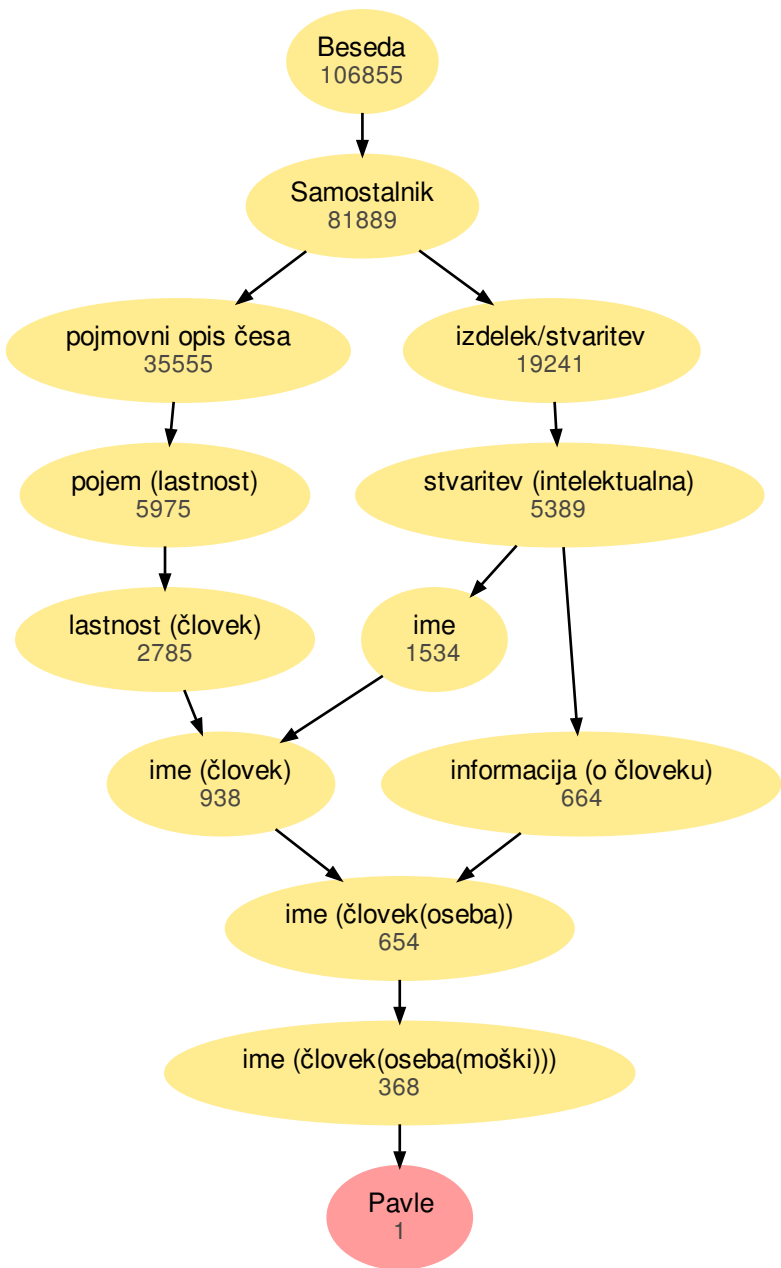 Beseda
106855
Samostalnik
81889
pojmovni opis česa
35555
izdelek/stvaritev
19241
pojem (lastnost)
5975
stvaritev (intelektualna)
5389
lastnost (človek)
2785
ime
1534
ime (človek)
938
informacija (o človeku)
664
ime (človek(oseba))
654
ime (človek(oseba(moški)))
368
Pavle
1